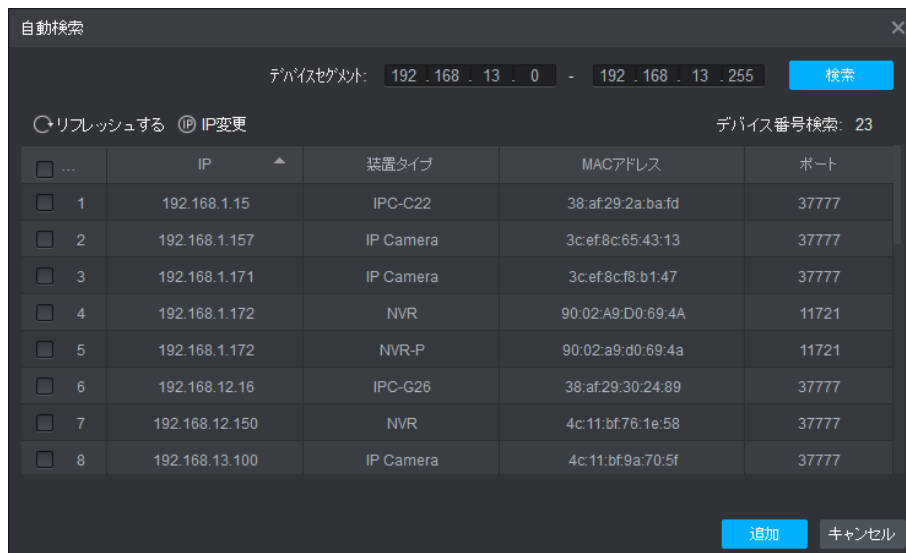 自動検索
デバイスセグメント: 192 . 168 . 13 . 0 - 192 . 168 . 13 . 255 検索
リフレッシュする IP IP変更 デバイス番号検索: 23
... IP 装置タイプ MACアドレス ポート
1 192.168.1.15 IPC-C22 38:af:29:2a:ba:fd 37777
2 192.168.1.157 IP Camera 3c:ef:8c:65:43:13 37777
3 192.168.1.171 IP Camera 3c:ef:8c:f8:b1:47 37777
4 192.168.1.172 NVR 90:02:A9:D0:69:4A 11721
5 192.168.1.172 NVR-P 90:02:a9:d0:69:4a 11721
6 192.168.12.16 IPC-G26 38:af:29:30:24:89 37777
7 192.168.12.150 NVR 4c:11:bf:76:1e:58 37777
8 192.168.13.100 IP Camera 4c:11:bf:9a:70:5f 37777
追加 キャンセル